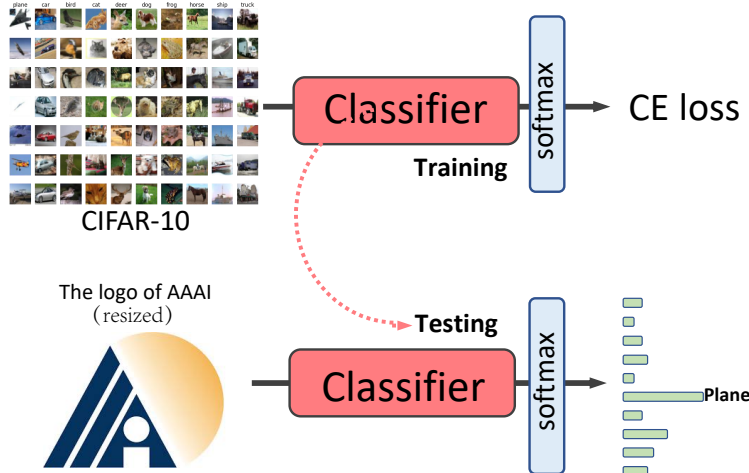 plane car bird cat deer dog frog horse ship truck
CIFAR-10
Classifier
Training
softmax
CE loss
The logo of AAAI
(resized)
Testing
Classifier
softmax
Plane